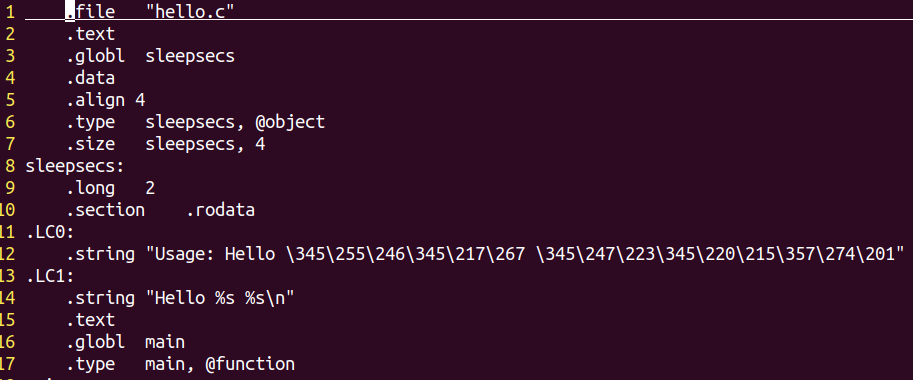 1 .file "hello.c"
2 .text
3 .globl sleepsecs
4 .data
5 .align 4
6 .type sleepsecs, @object
7 .size sleepsecs, 4
8 sleepsecs:
9 .long 2
10 .section .rodata
11 .LC0:
12 .string "Usage: Hello \345\255\246\345\217\267 \345\247\223\345\220\215\357\274\201"
13 .LC1:
14 .string "Hello %s %s\n"
15 .text
16 .globl main
17 .type main, @function